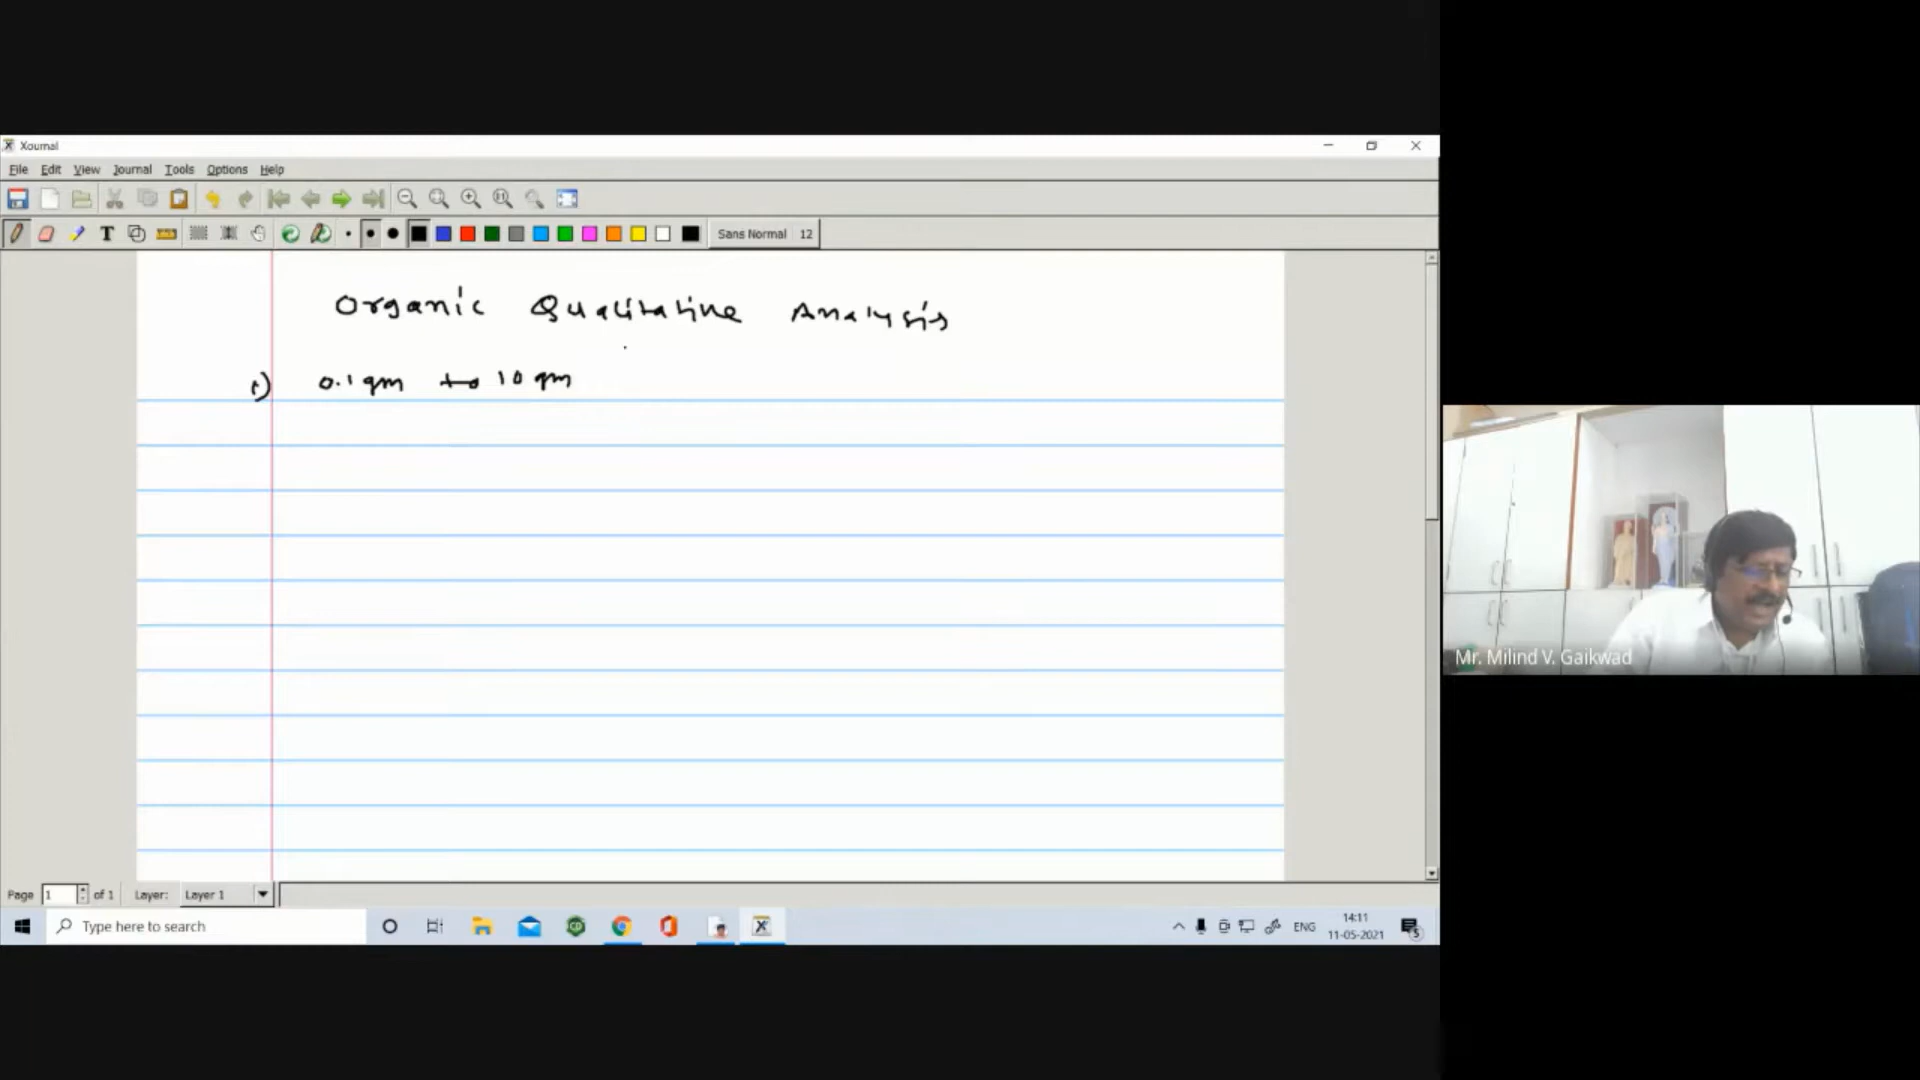 Xournal
File Edit View Journal Tools Options Help
T Sans Normal 12
Organic Qualitative Analysis
1) 0.1 gm to 10 gm
Mr. Milind V. Gaikwad
Page 1 of 1 Layer: Layer 1
Type here to search
ENG
14:11
11-05-2021
5